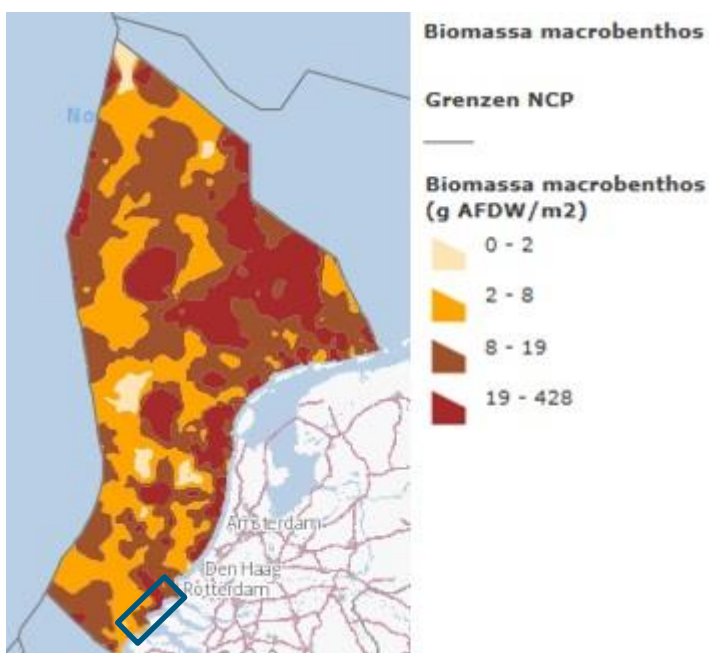 Biomassa macrobenthos
Grenzen NCP
Biomassa macrobenthos
(g AFDW/m2)
0 - 2
2 - 8
8 - 19
19 - 428
No
Amsterdam
Den Haag
Rotterdam